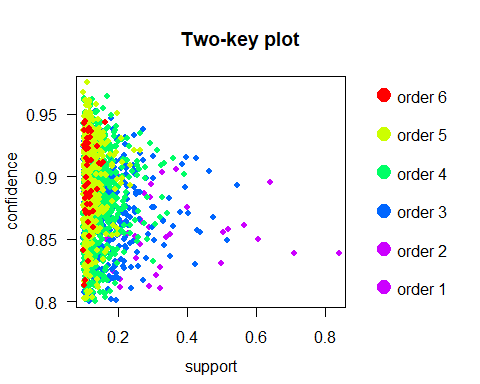 Two-key plot
confidence
0.95
0.9
0.85
0.8
0.2
0.4
0.6
0.8
support
order 6
order 5
order 4
order 3
order 2
order 1